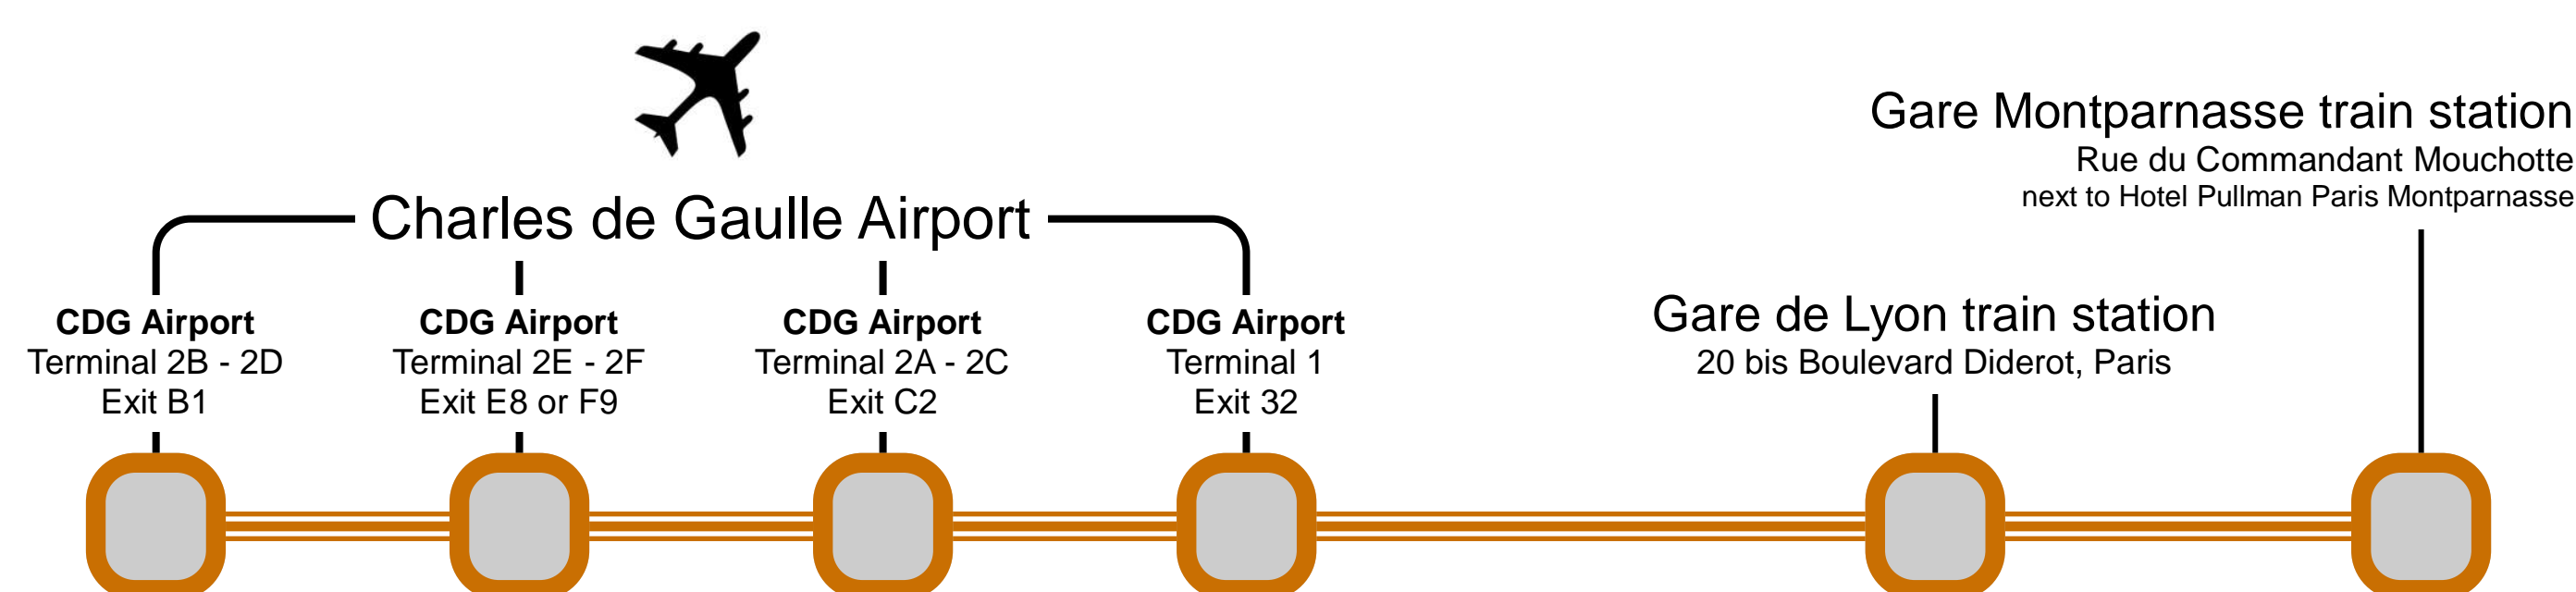 Gare Montparnasse train station
Rue du Commandant Mouchotte
next to Hotel Pullman Paris Montparnasse
Charles de Gaulle Airport
CDG Airport
Terminal 2B - 2D
Exit B1
CDG Airport
Terminal 2E - 2F
Exit E8 or F9
CDG Airport
Terminal 2A - 2C
Exit C2
CDG Airport
Terminal 1
Exit 32
Gare de Lyon train station
20 bis Boulevard Diderot, Paris